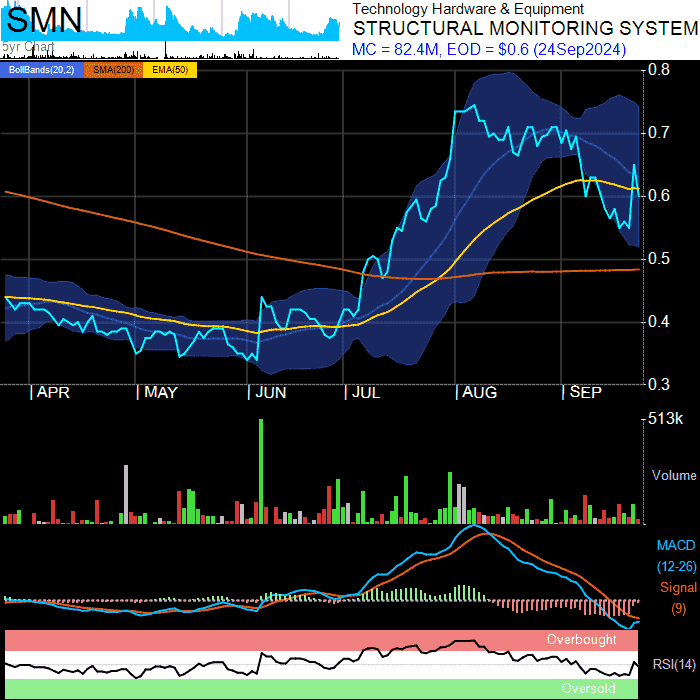 SMN
5yr Chart
Technology Hardware & Equipment
STRUCTURAL MONITORING SYSTEM
MC = 82.4M, EOD = $0.6 (24Sep2024)
BollBands(20,2) SMA(200) EMA(50)
0.8
0.7
0.6
0.5
0.4
0.3
APR MAY JUN JUL AUG SEP
513k
Volume
MACD
(12-26)
Signal
(9)
Overbought
RSI(14)
Oversold